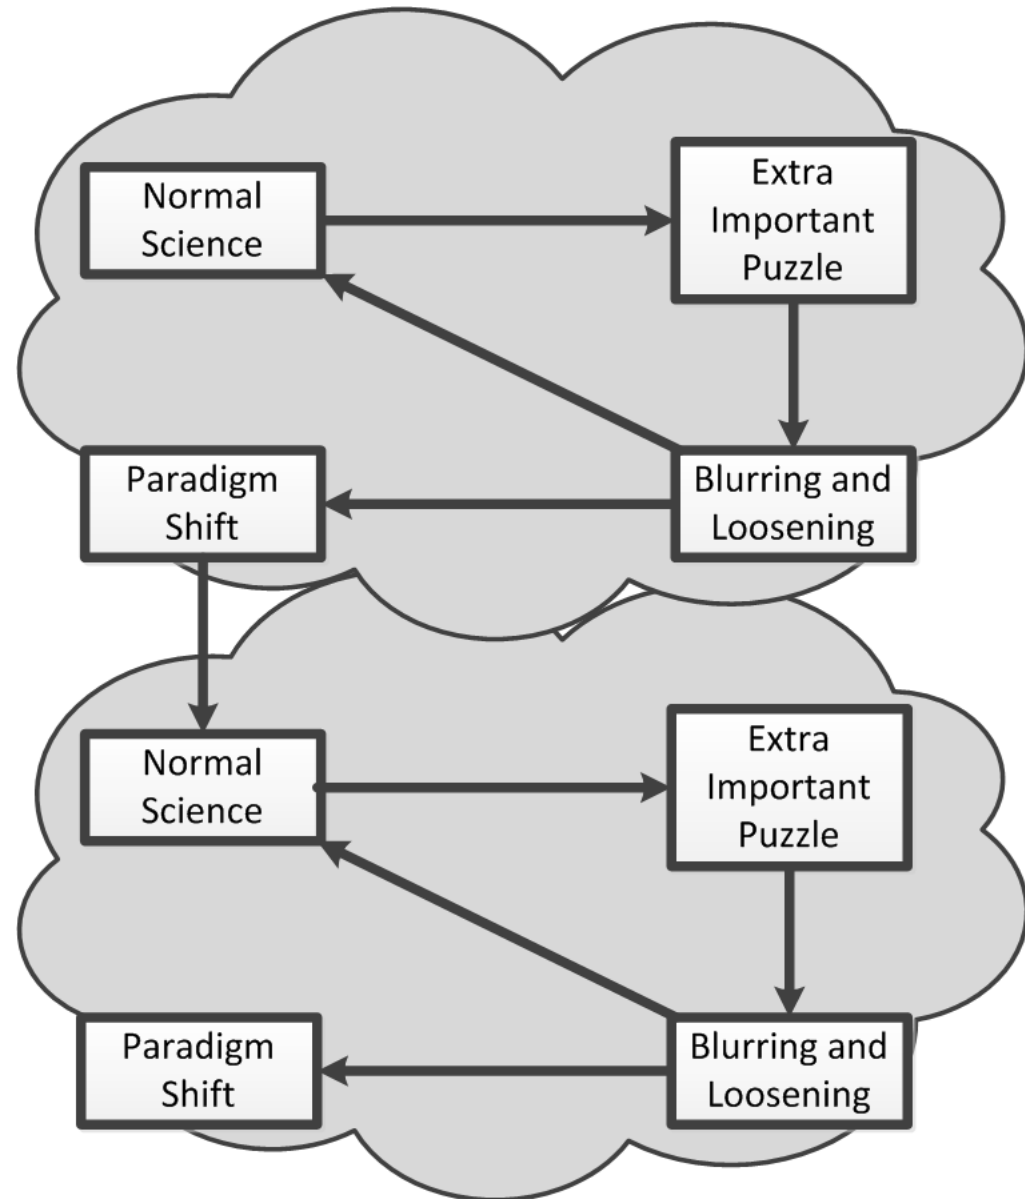 Normal
Science
Extra
Important
Puzzle
Paradigm
Shift
Blurring and
Loosening
Normal
Science
Extra
Important
Puzzle
Paradigm
Shift
Blurring and
Loosening